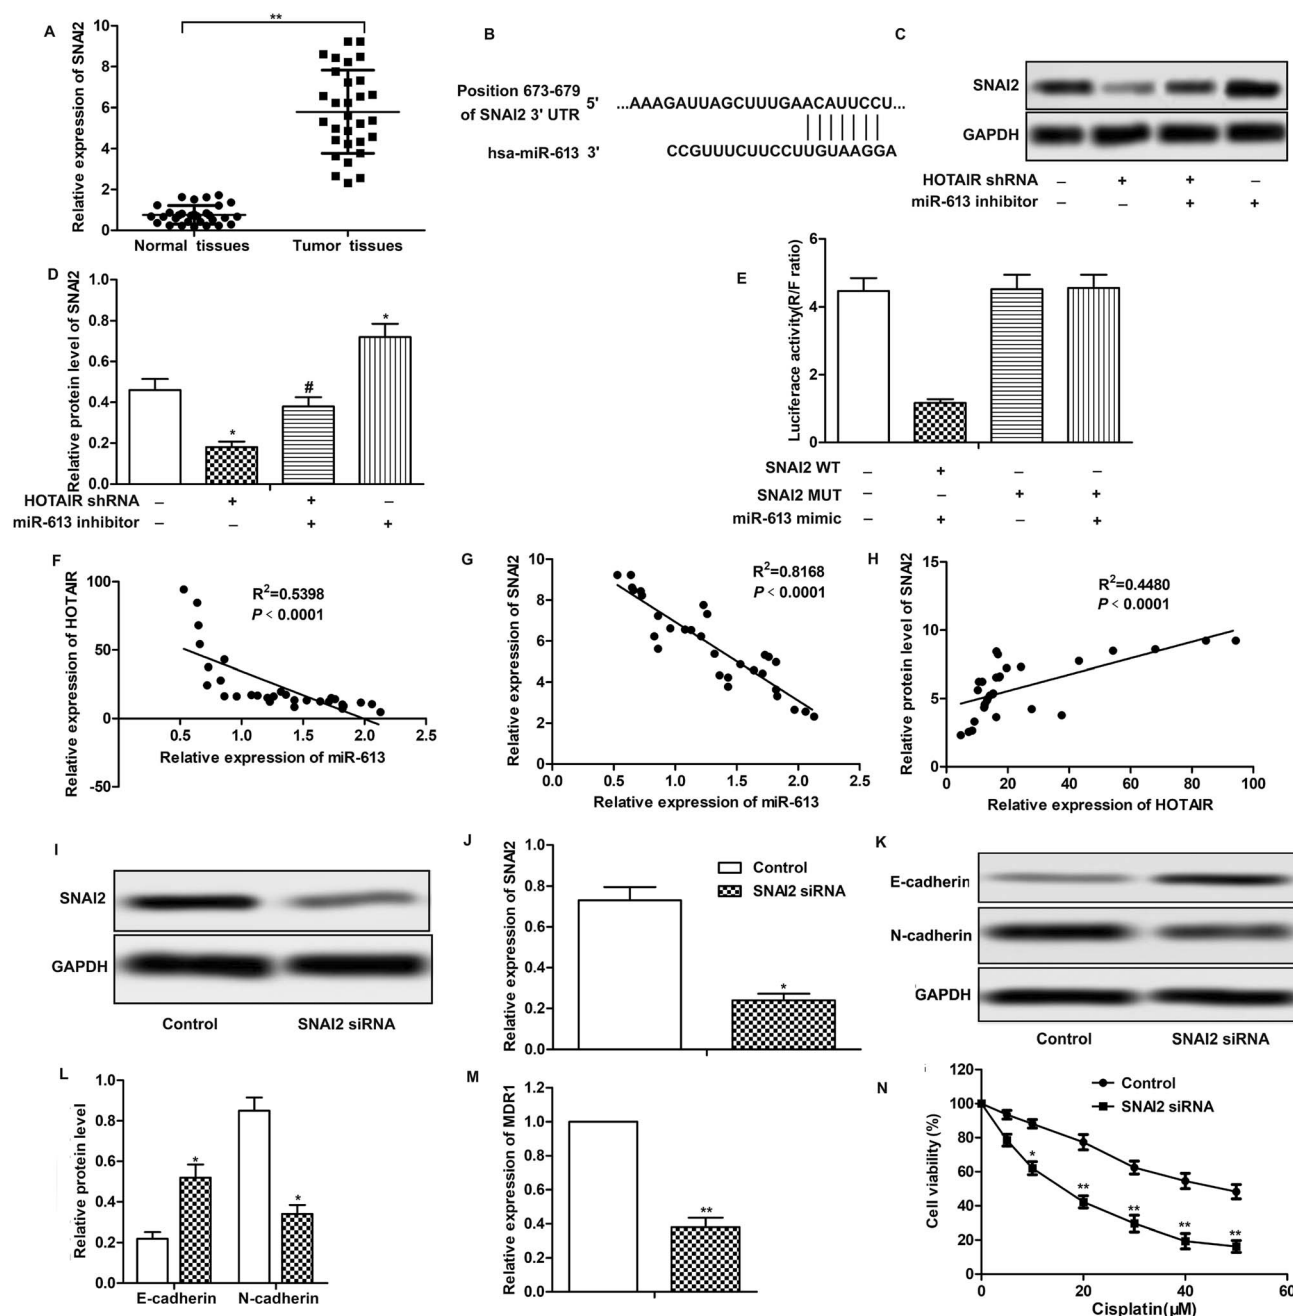 A
Relative expression of SNAI2
10
8
6
4
2
0
**
Normal tissues
Tumor tissues
B
Position 673-679
of SNAI2 3' UTR
5'
...AAAGAUUAGCUUUGAACAUUCCU...
hsa-miR-613
3'
CCGUUUCUUCCUUGUAAGGA
C
SNAI2
GAPDH
HOTAIR shRNA
– + + –
miR-613 inhibitor
– – + +
D
Relative protein level of SNAI2
1.0
0.8
0.6
0.4
0.2
0.0
*
#
*
HOTAIR shRNA
– + + –
miR-613 inhibitor
– – + +
E
Luciferace activity(R/F ratio)
6
4
2
0
SNAI2 WT
– + – –
SNAI2 MUT
– – + +
miR-613 mimic
– + – +
F
Relative expression of HOTAIR
100
50
0
-50
R²=0.5398
P < 0.0001
0.5 1.0 1.5 2.0 2.5
Relative expression of miR-613
G
Relative expression of SNAI2
10
8
6
4
2
0
R²=0.8168
P < 0.0001
0.0 0.5 1.0 1.5 2.0 2.5
Relative expression of miR-613
H
Relative protein level of SNAI2
15
10
5
0
R²=0.4480
P < 0.0001
0 20 40 60 80 100
Relative expression of HOTAIR
I
SNAI2
GAPDH
Control
SNAI2 siRNA
J
Relative expression of SNAI2
1.0
0.8
0.6
0.4
0.2
0.0
Control
SNAI2 siRNA
*
K
E-cadherin
N-cadherin
GAPDH
Control
SNAI2 siRNA
L
Relative protein level
1.0
0.8
0.6
0.4
0.2
0.0
*
*
E-cadherin
N-cadherin
M
Relative expression of MDR1
1.2
1.0
0.8
0.6
0.4
0.2
0.0
**
N
Cell viability (%)
120
100
80
60
40
20
0
Control
SNAI2 siRNA
*
**
**
**
**
0 20 40 60
Cisplatin(µM)